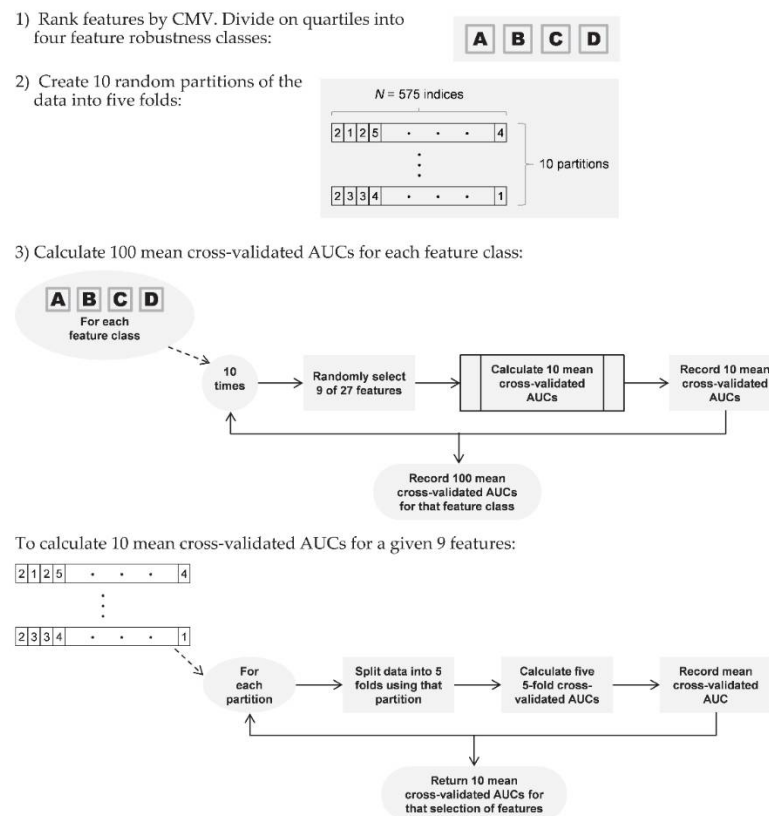 1) Rank features by CMV. Divide on quartiles into
four feature robustness classes:
A B C D
2) Create 10 random partitions of the
data into five folds:
N = 575 indices
2 1 2 5 · · · 4
10 partitions
2 3 3 4 · · · 1
3) Calculate 100 mean cross-validated AUCs for each feature class:
A B C D
For each
feature class
10
times
Randomly select
9 of 27 features
Calculate 10 mean
cross-validated
AUCs
Record 10 mean
cross-validated
AUCs
Record 100 mean
cross-validated AUCs
for that feature class
To calculate 10 mean cross-validated AUCs for a given 9 features:
2 1 2 5 · · · 4
2 3 3 4 · · · 1
For
each
partition
Split data into 5
folds using that
partition
Calculate five
5-fold cross-
validated AUCs
Record mean
cross-validated
AUC
Return 10 mean
cross-validated AUCs for
that selection of features